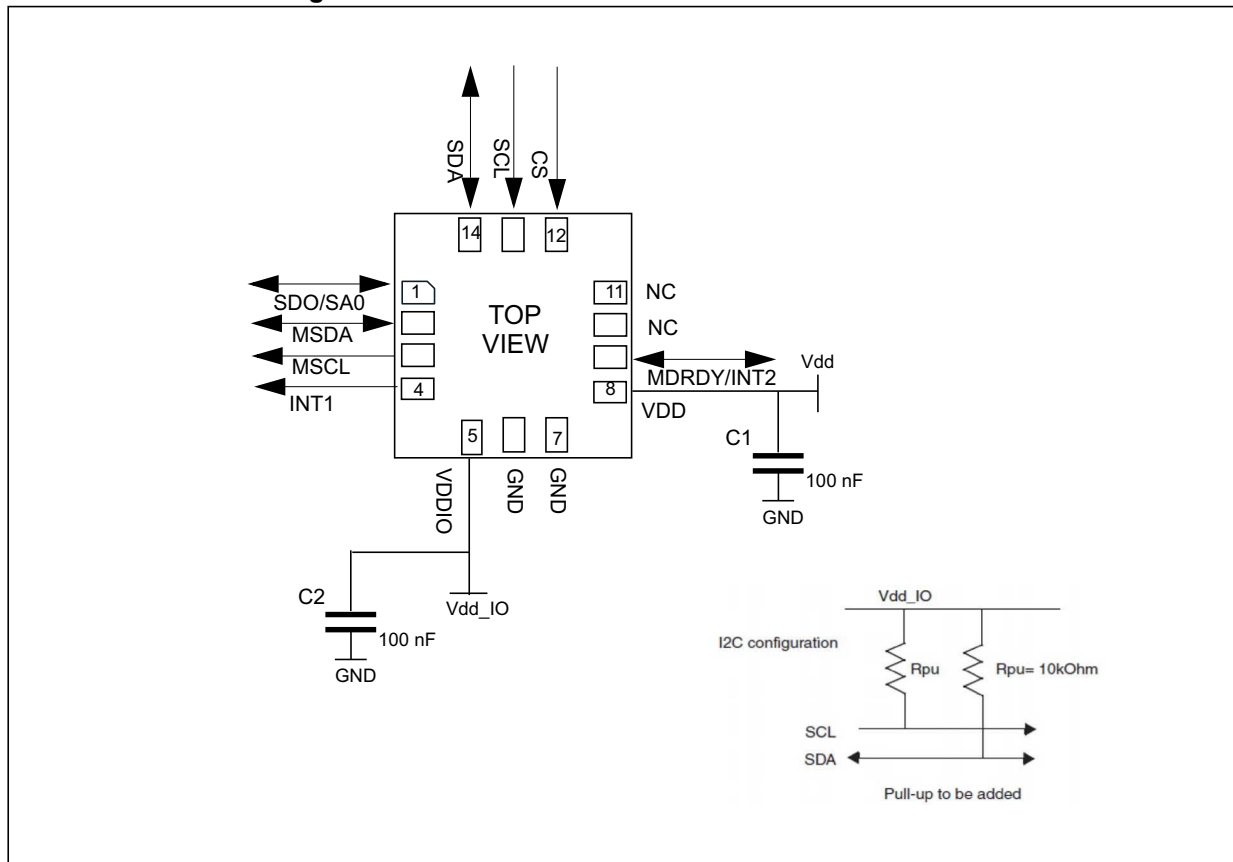 SDA
SCL
CS
14
12
1
11
NC
SDO/SA0
TOP
VIEW
NC
MSDA
MSCL
MDRDY/INT2
Vdd
4
8
INT1
VDD
5
7
C1
100 nF
GND
VDDIO
GND
GND
C2
Vdd_IO
100 nF
GND
Vdd_IO
I2C configuration
Rpu
Rpu= 10kOhm
SCL
SDA
Pull-up to be added